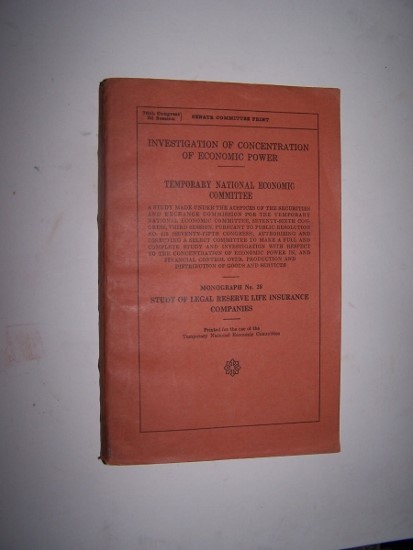 76th Congress
3d Session
SENATE COMMITTEE PRINT
INVESTIGATION OF CONCENTRATION
OF ECONOMIC POWER
TEMPORARY NATIONAL ECONOMIC
COMMITTEE
A STUDY MADE UNDER THE AUSPICES OF THE SECURITIES
AND EXCHANGE COMMISSION FOR THE TEMPORARY
NATIONAL ECONOMIC COMMITTEE, SEVENTY-SIXTH CON-
GRESS, THIRD SESSION, PURSUANT TO PUBLIC RESOLUTION
NO. 113 (SEVENTY-FIFTH CONGRESS), AUTHORIZING AND
DIRECTING A SELECT COMMITTEE TO MAKE A FULL AND
COMPLETE STUDY AND INVESTIGATION WITH RESPECT
TO THE CONCENTRATION OF ECONOMIC POWER IN, AND
FINANCIAL CONTROL OVER, PRODUCTION AND
DISTRIBUTION OF GOODS AND SERVICES
MONOGRAPH No. 28
STUDY OF LEGAL RESERVE LIFE INSURANCE
COMPANIES
Printed for the use of the
Temporary National Economic Committee